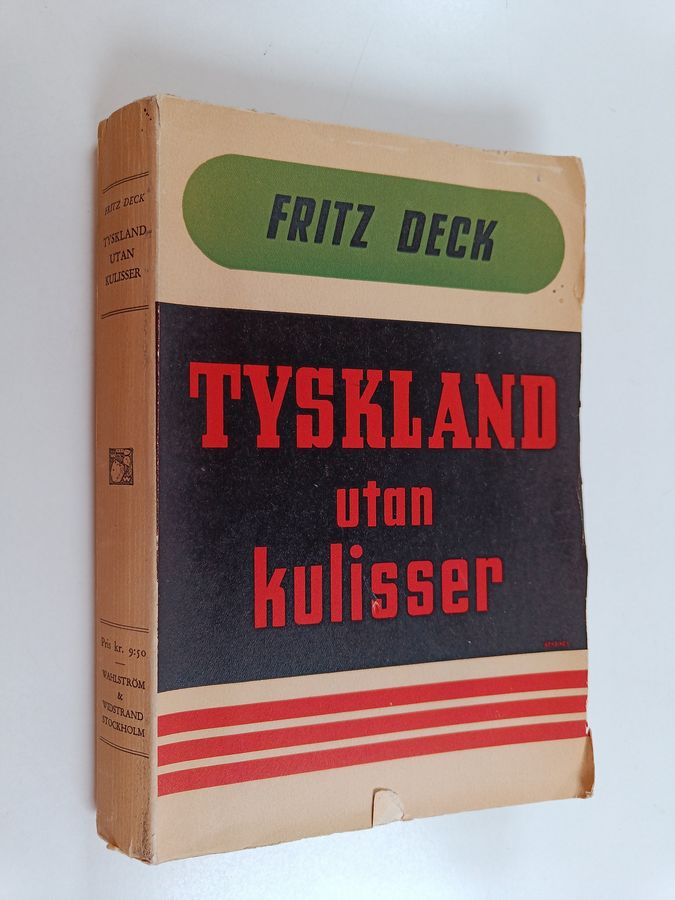 FRITZ DECK
TYSKLAND
utan
kulisser
FRITZ DECK
TYSKLAND
UTAN
KULISSER
Pris kr. 9:50
WAHLSTRÖM
&
WIDSTRAND
STOCKHOLM